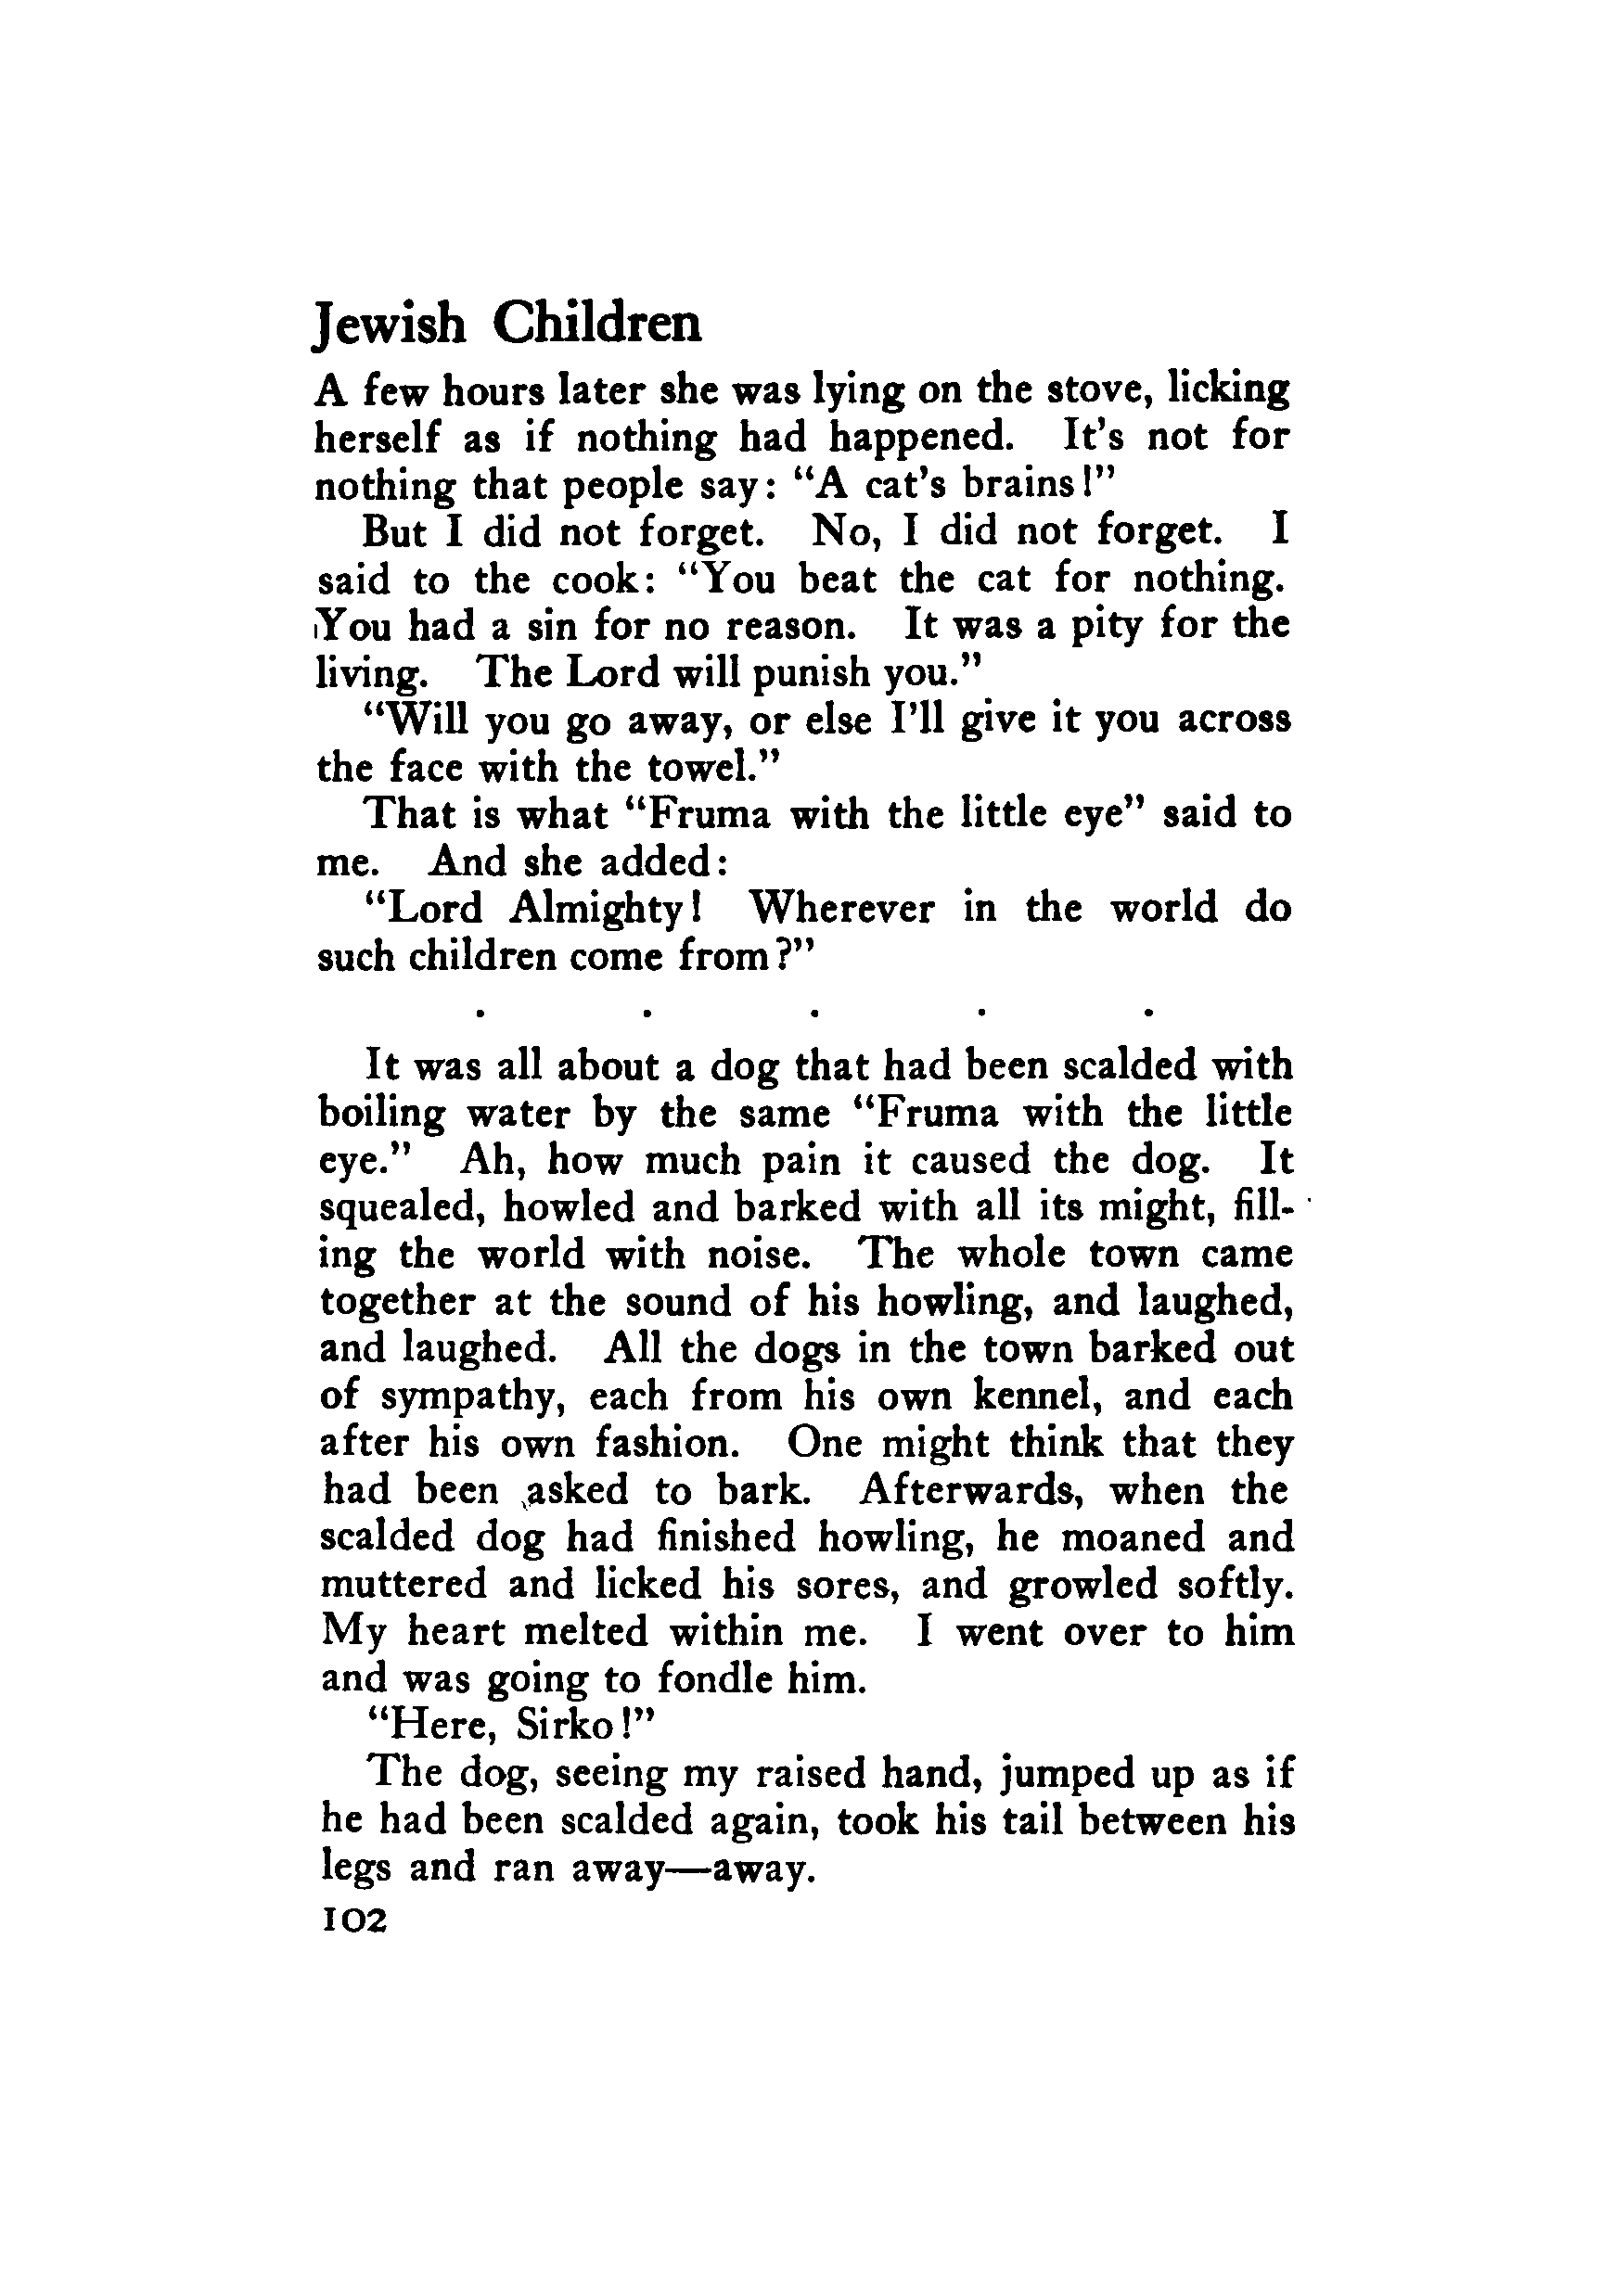 Jewish Children
A few hours later she was lying on the stove, licking
herself as if nothing had happened. It's not for
nothing that people say: "A cat's brains!"
But I did not forget. No, I did not forget. I
said to the cook: "You beat the cat for nothing.
You had a sin for no reason. It was a pity for the
living. The Lord will punish you."
"Will you go away, or else I'll give it you across
the face with the towel."
That is what "Fruma with the little eye" said to
me. And she added:
"Lord Almighty! Wherever in the world do
such children come from?"
. . . . .
It was all about a dog that had been scalded with
boiling water by the same "Fruma with the little
eye." Ah, how much pain it caused the dog. It
squealed, howled and barked with all its might, fill-
ing the world with noise. The whole town came
together at the sound of his howling, and laughed,
and laughed. All the dogs in the town barked out
of sympathy, each from his own kennel, and each
after his own fashion. One might think that they
had been asked to bark. Afterwards, when the
scalded dog had finished howling, he moaned and
muttered and licked his sores, and growled softly.
My heart melted within me. I went over to him
and was going to fondle him.
"Here, Sirko!"
The dog, seeing my raised hand, jumped up as if
he had been scalded again, took his tail between his
legs and ran away—away.
102